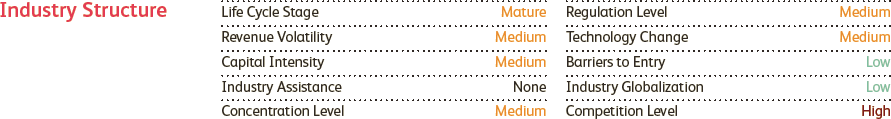 Industry Structure
Life Cycle Stage Mature
Revenue Volatility Medium
Capital Intensity Medium
Industry Assistance None
Concentration Level Medium
Regulation Level Medium
Technology Change Medium
Barriers to Entry Low
Industry Globalization Low
Competition Level High